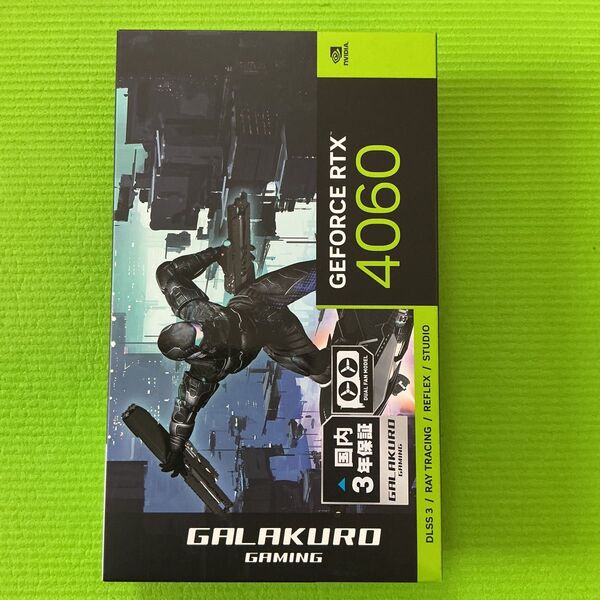 NVIDIA.
GEFORCE RTX™
4060
DLSS 3 / RAY TRACING / REFLEX / STUDIO
DUAL FAN MODEL
国内
3年保証
GALAKURO
GAMING
GALAKURO
GAMING